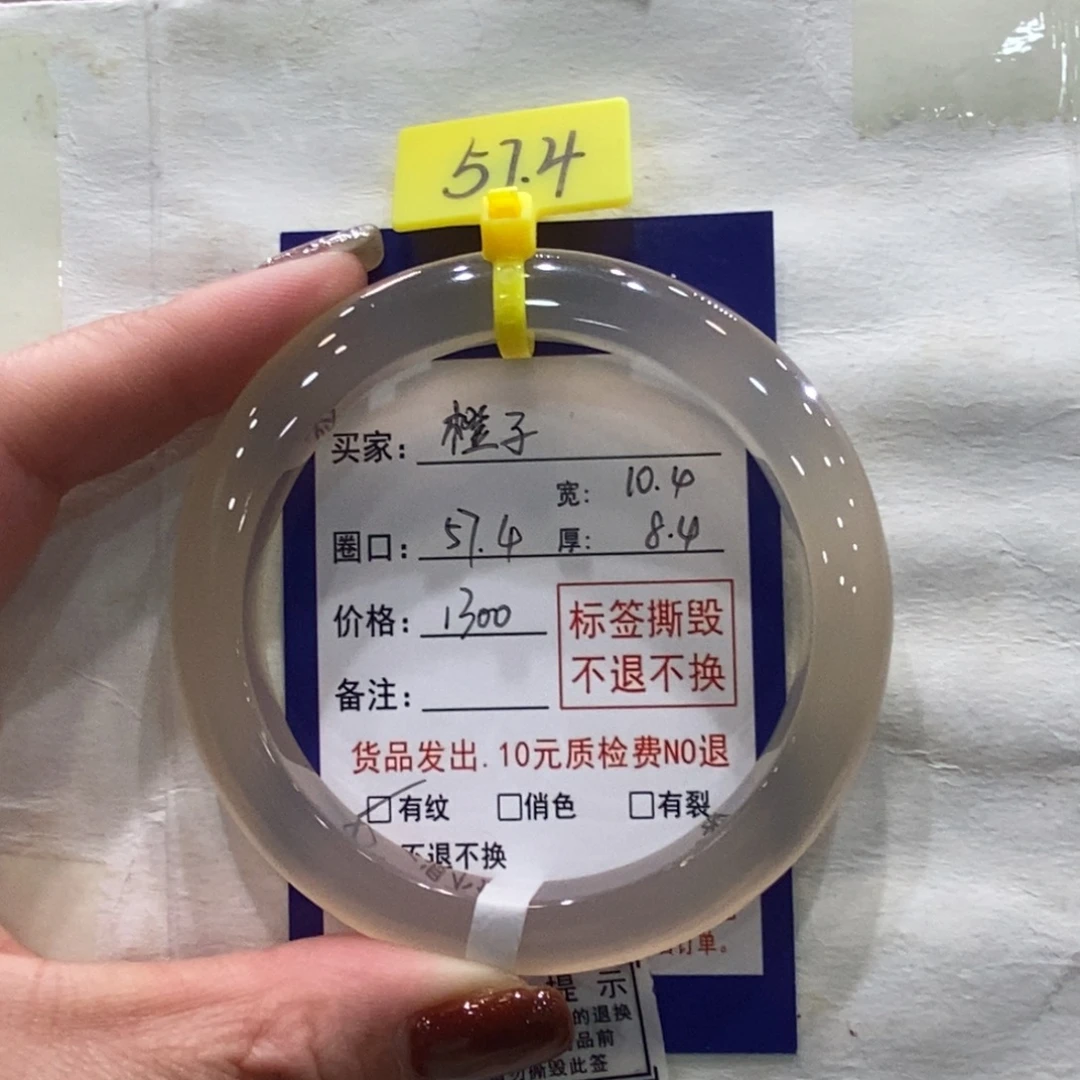 57.4
买家: 橙子
宽: 10.4
圈口: 57.4 厚: 8.4
价格: 1300
标签撕毁
不退不换
备注:
货品发出.10元质检费NO退
□有纹 □俏色 □有裂
不退不换
订单。
提示
的退换
品前
撕毁此签